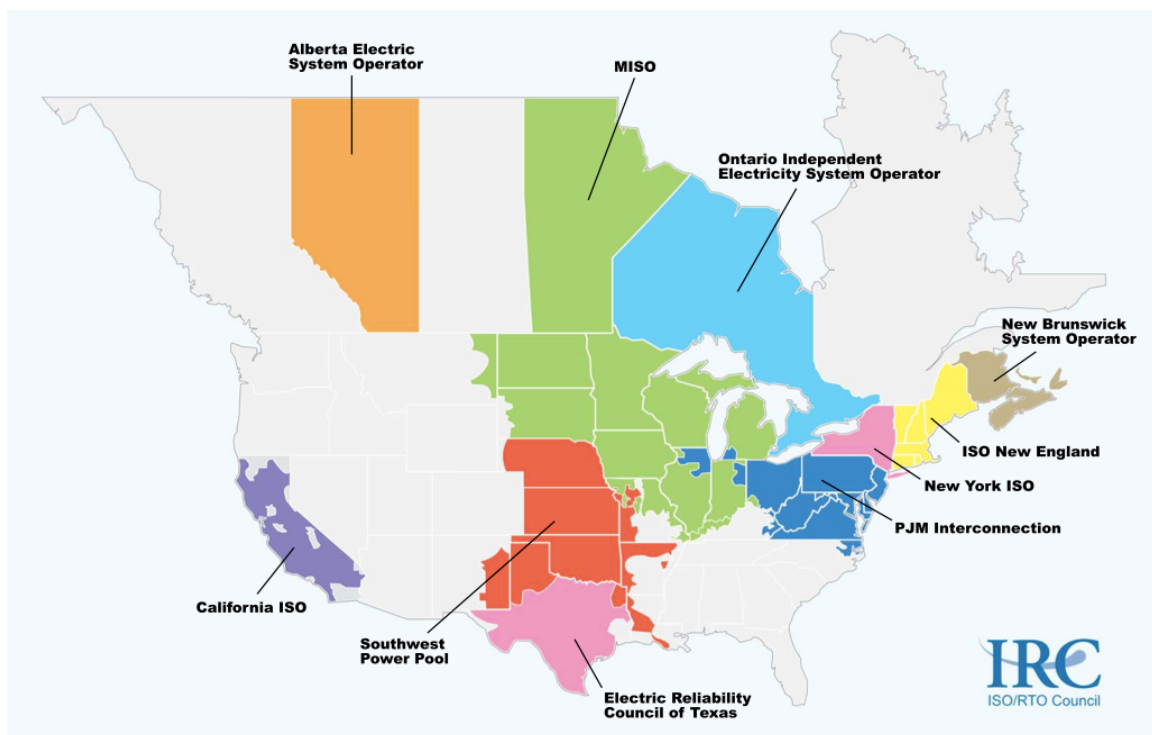 Alberta Electric
System Operator
MISO
Ontario Independent
Electricity System Operator
New Brunswick
System Operator
ISO New England
New York ISO
PJM Interconnection
California ISO
Southwest
Power Pool
Electric Reliability
Council of Texas
IRC
ISO/RTO Council